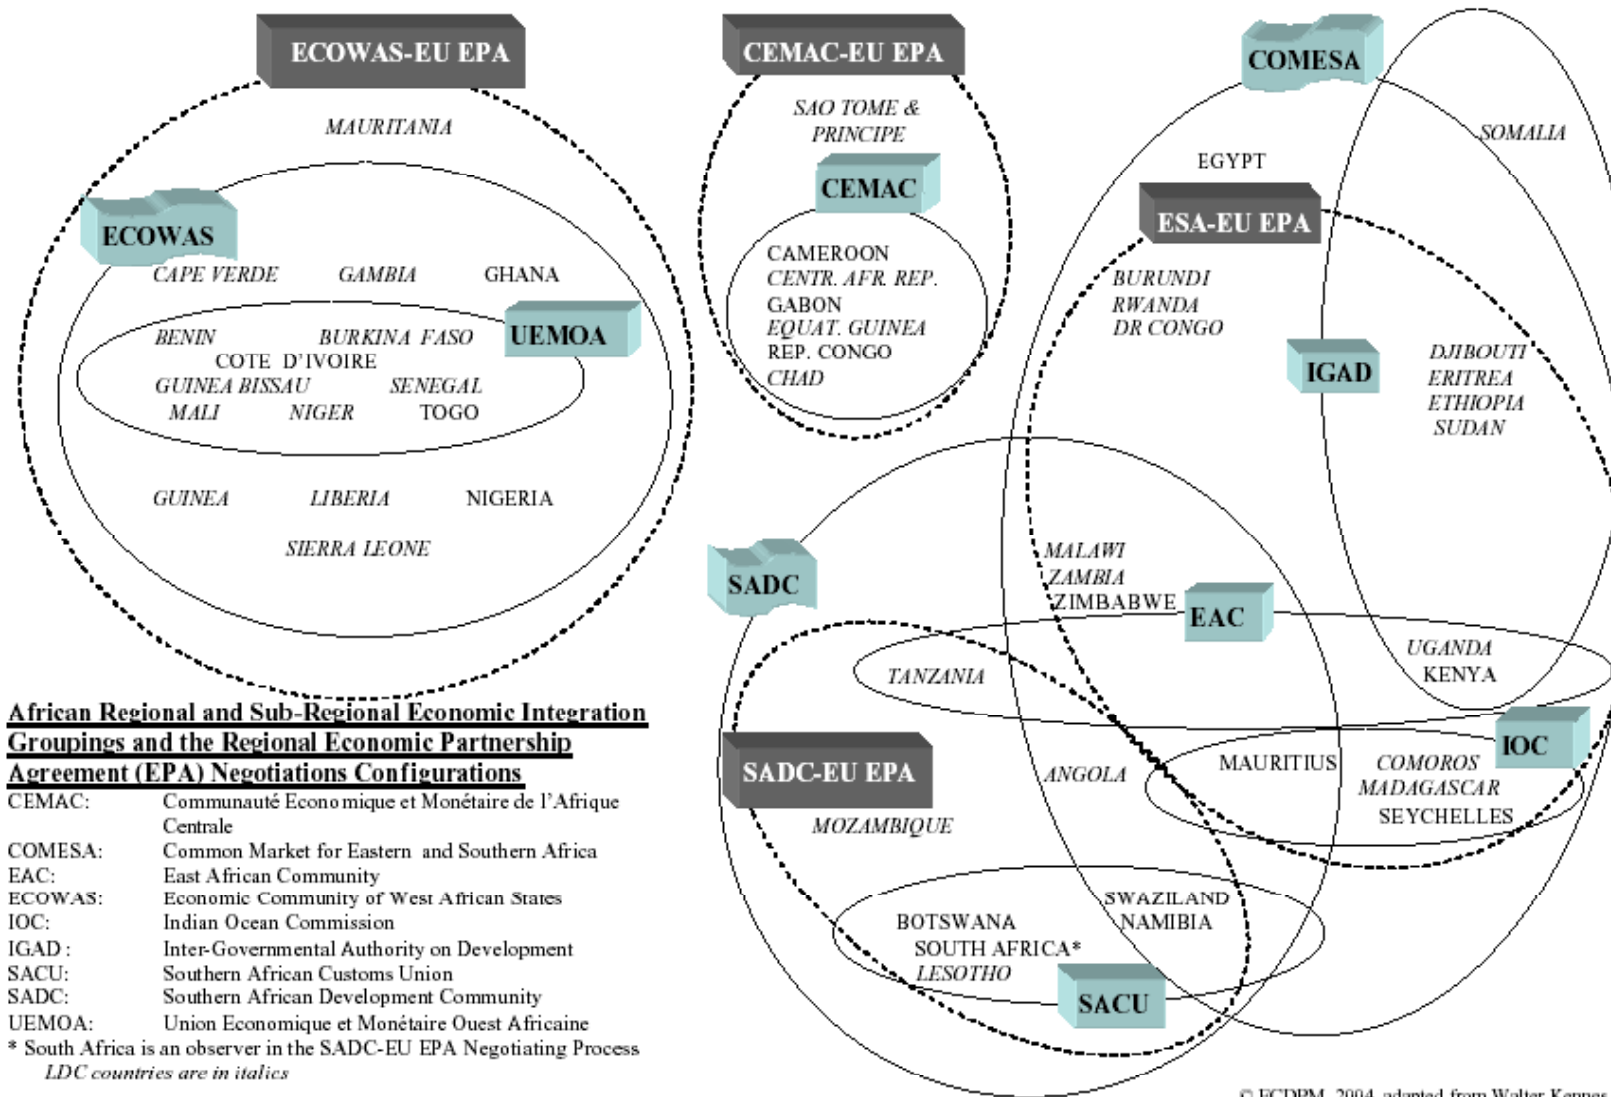 ECOWAS-EU EPA
MAURITANIA
ECOWAS
CAPE VERDE GAMBIA GHANA
UEMOA
BENIN BURKINA FASO
COTE D'IVOIRE
GUINEA BISSAU SENEGAL
MALI NIGER TOGO
GUINEA LIBERIA NIGERIA
SIERRA LEONE
CEMAC-EU EPA
SAO TOME &
PRINCIPE
CEMAC
CAMEROON
CENTR. AFR. REP.
GABON
EQUAT. GUINEA
REP. CONGO
CHAD
COMESA
SOMALIA
EGYPT
ESA-EU EPA
BURUNDI
RWANDA
DR CONGO
IGAD
DJIBOUTI
ERITREA
ETHIOPIA
SUDAN
SADC
MALAWI
ZAMBIA
ZIMBABWE
EAC
TANZANIA
UGANDA
KENYA
IOC
SADC-EU EPA
ANGOLA
MAURITIUS
COMOROS
MADAGASCAR
SEYCHELLES
MOZAMBIQUE
SWAZILAND
BOTSWANA NAMIBIA
SOUTH AFRICA*
LESOTHO
SACU
African Regional and Sub-Regional Economic Integration
Groupings and the Regional Economic Partnership
Agreement (EPA) Negotiations Configurations
CEMAC: Communauté Economique et Monétaire de l'Afrique
Centrale
COMESA: Common Market for Eastern and Southern Africa
EAC: East African Community
ECOWAS: Economic Community of West African States
IOC: Indian Ocean Commission
IGAD : Inter-Governmental Authority on Development
SACU: Southern African Customs Union
SADC: Southern African Development Community
UEMOA: Union Economique et Monétaire Ouest Africaine
* South Africa is an observer in the SADC-EU EPA Negotiating Process
LDC countries are in italics
© ECDPM, 2004, adapted from Walter Kennes